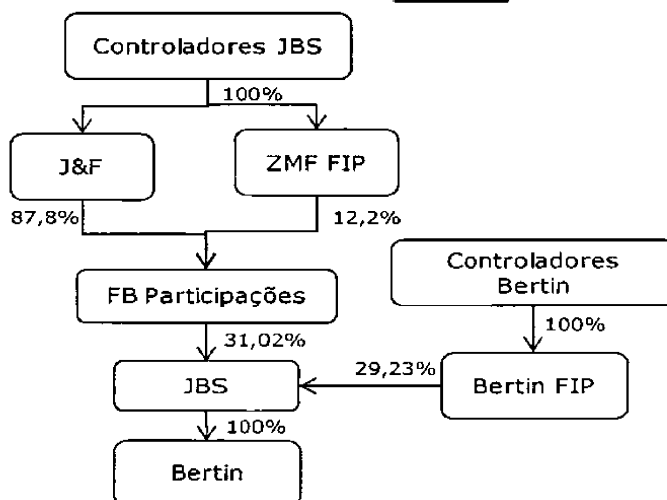 Controladores JBS
100%
J&F
ZMF FIP
87,8%
12,2%
Controladores
Bertin
FB Participações
100%
31,02%
29,23%
JBS
Bertin FIP
100%
Bertin